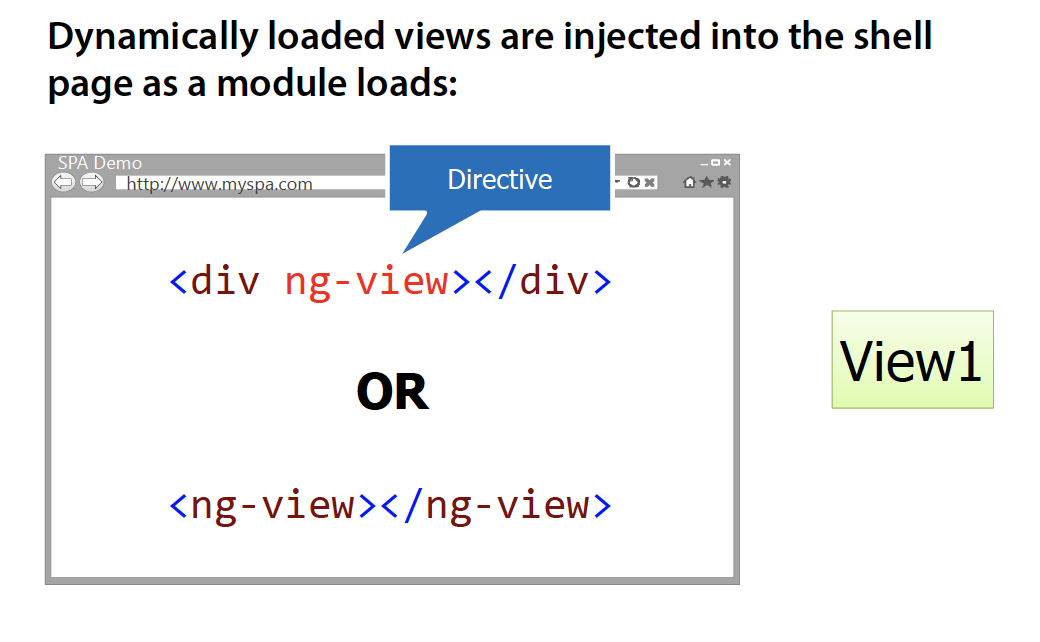 Dynamically loaded views are injected into the shell
page as a module loads:
SPA Demo
http://www.myspa.com
Directive
<div ng-view></div>
OR
View1
<ng-view></ng-view>